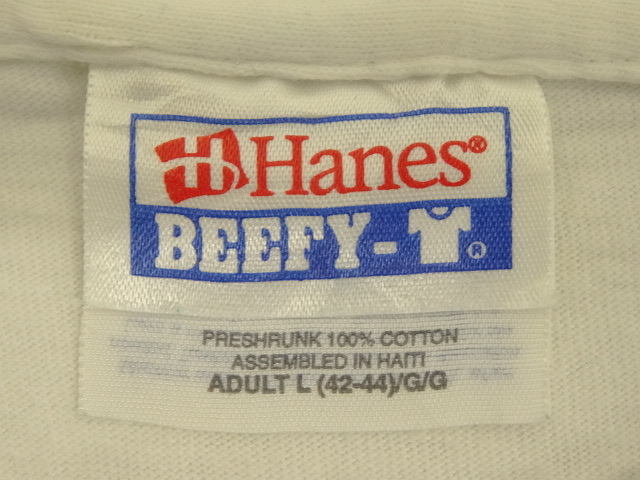 Hanes®
BEEFY-T®
PRESHRUNK 100% COTTON
ASSEMBLED IN HAITI
ADULT L (42-44)/G/G